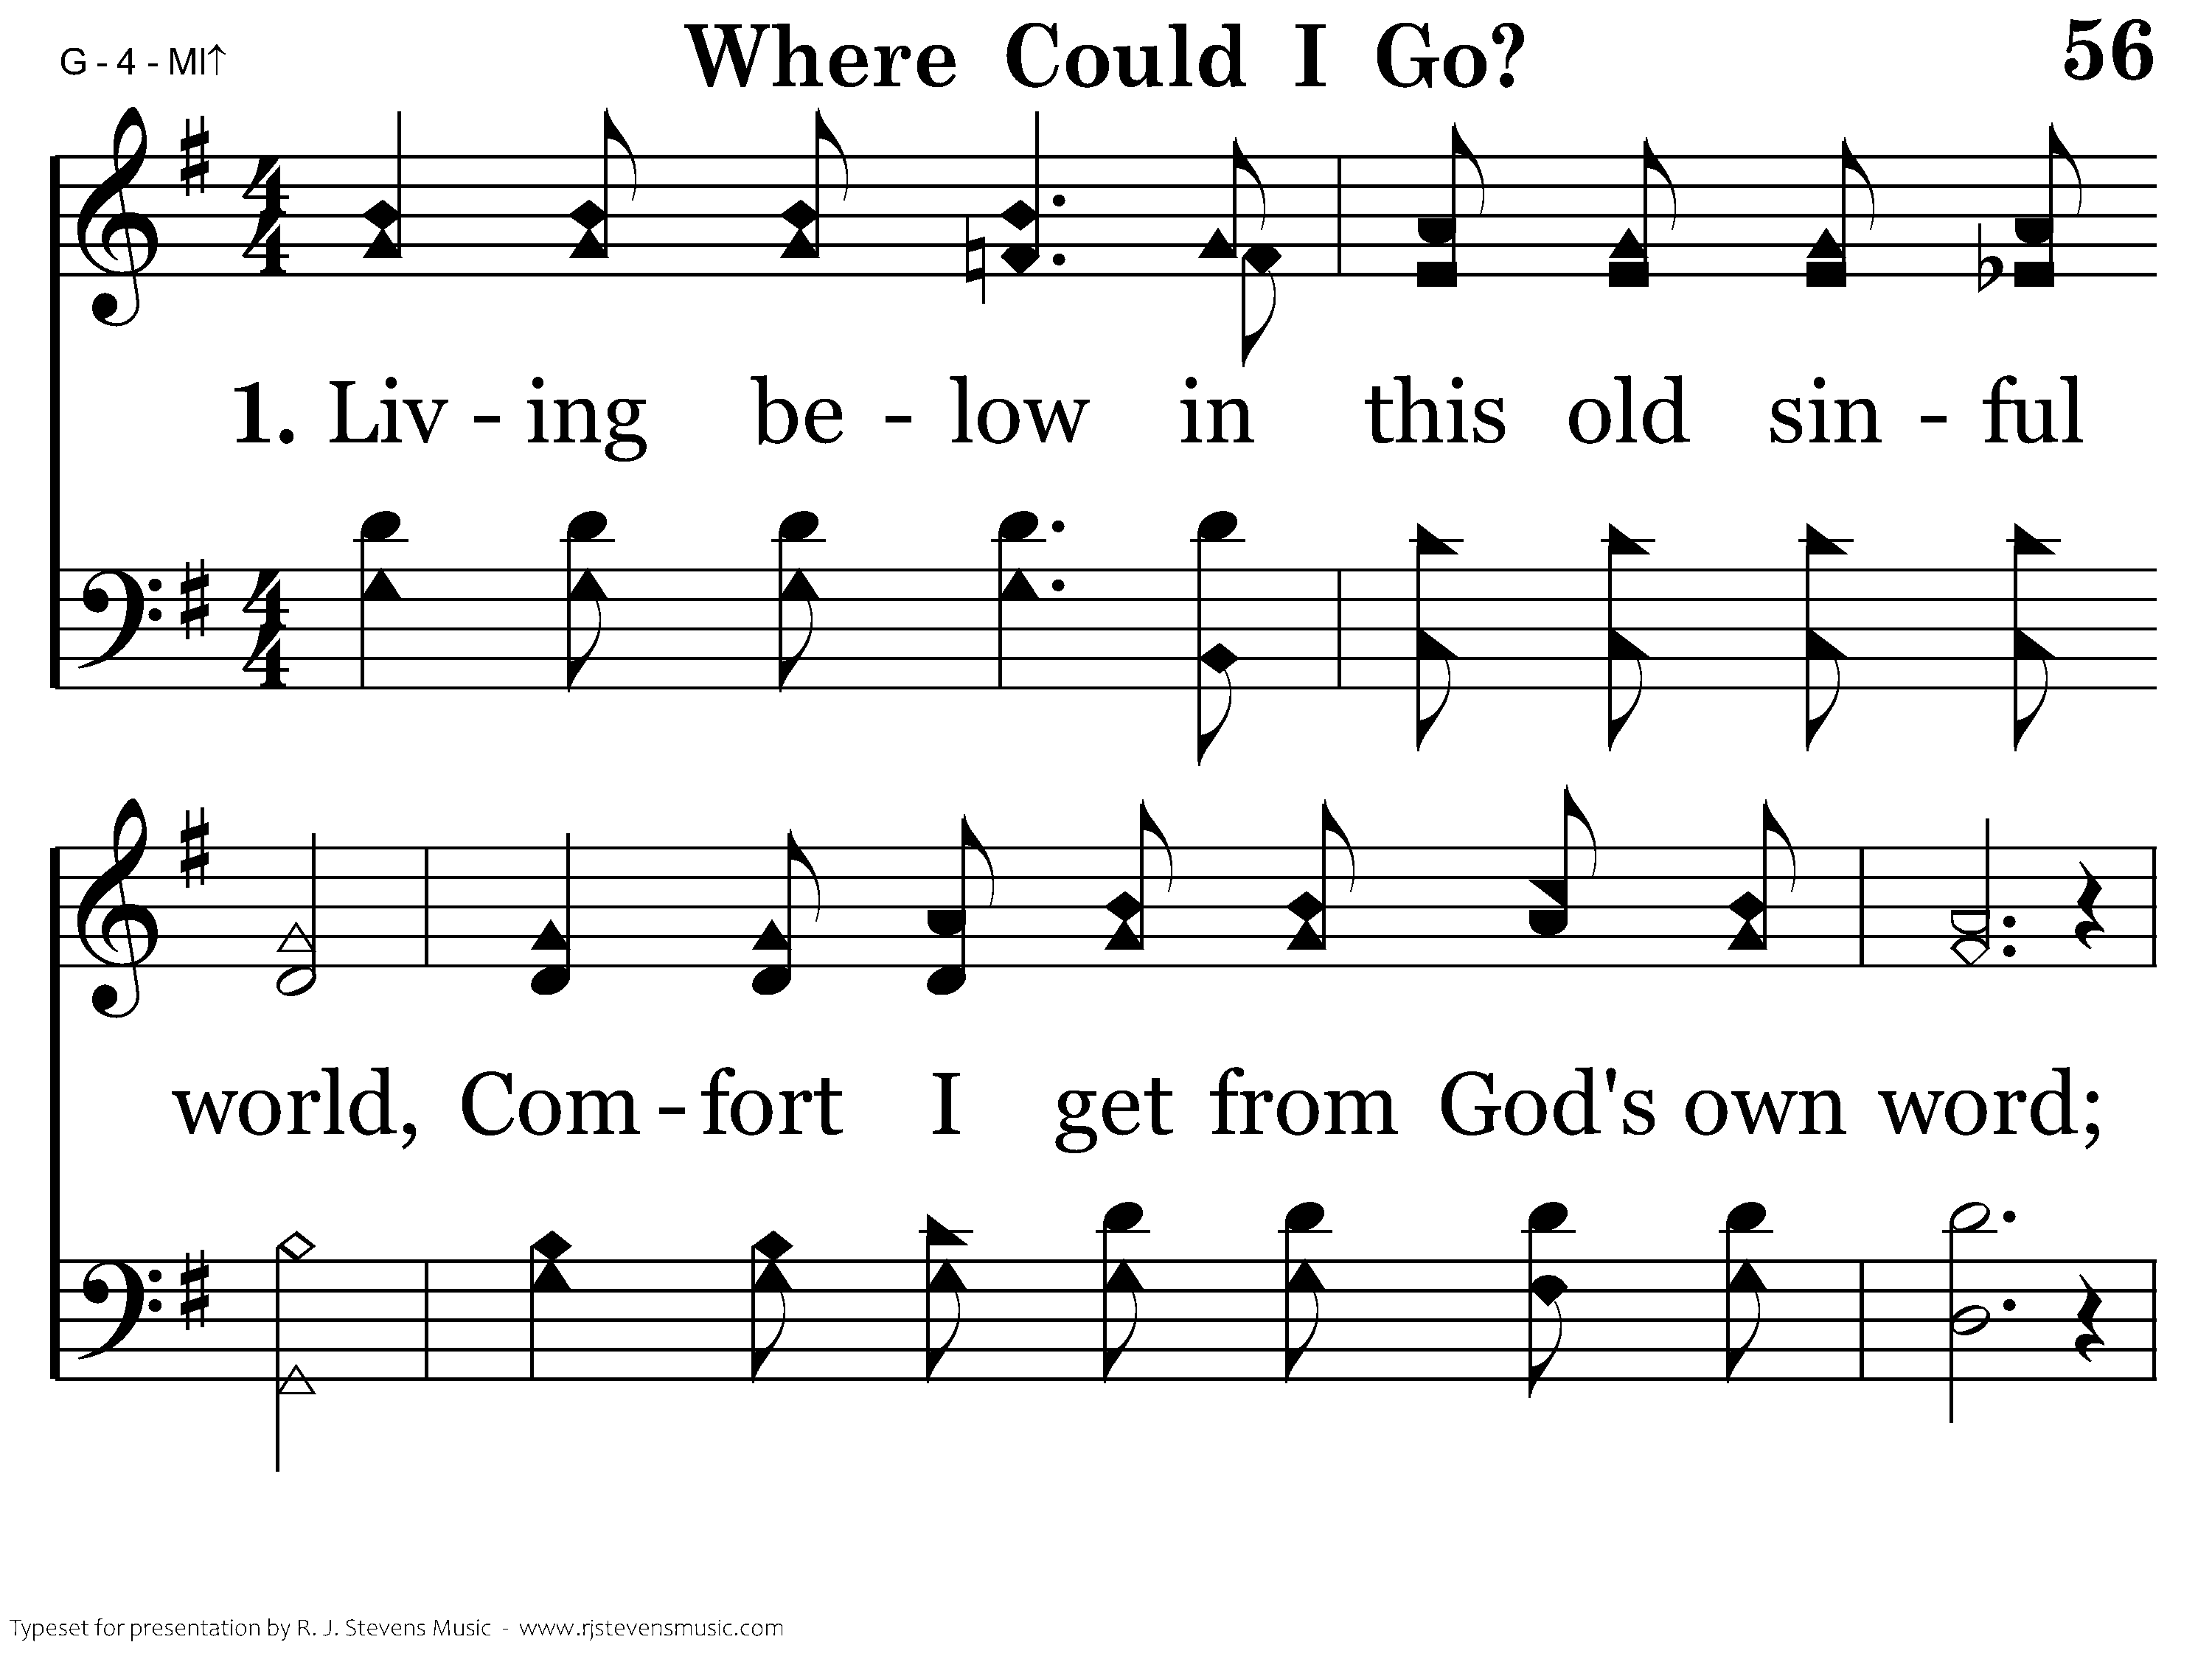 G - 4 - MI↑ Where Could I Go? 56
1. Liv - ing be - low in this old sin - ful
world, Com - fort I get from God's own word;
Typeset for presentation by R. J. Stevens Music - www.rjstevensmusic.com